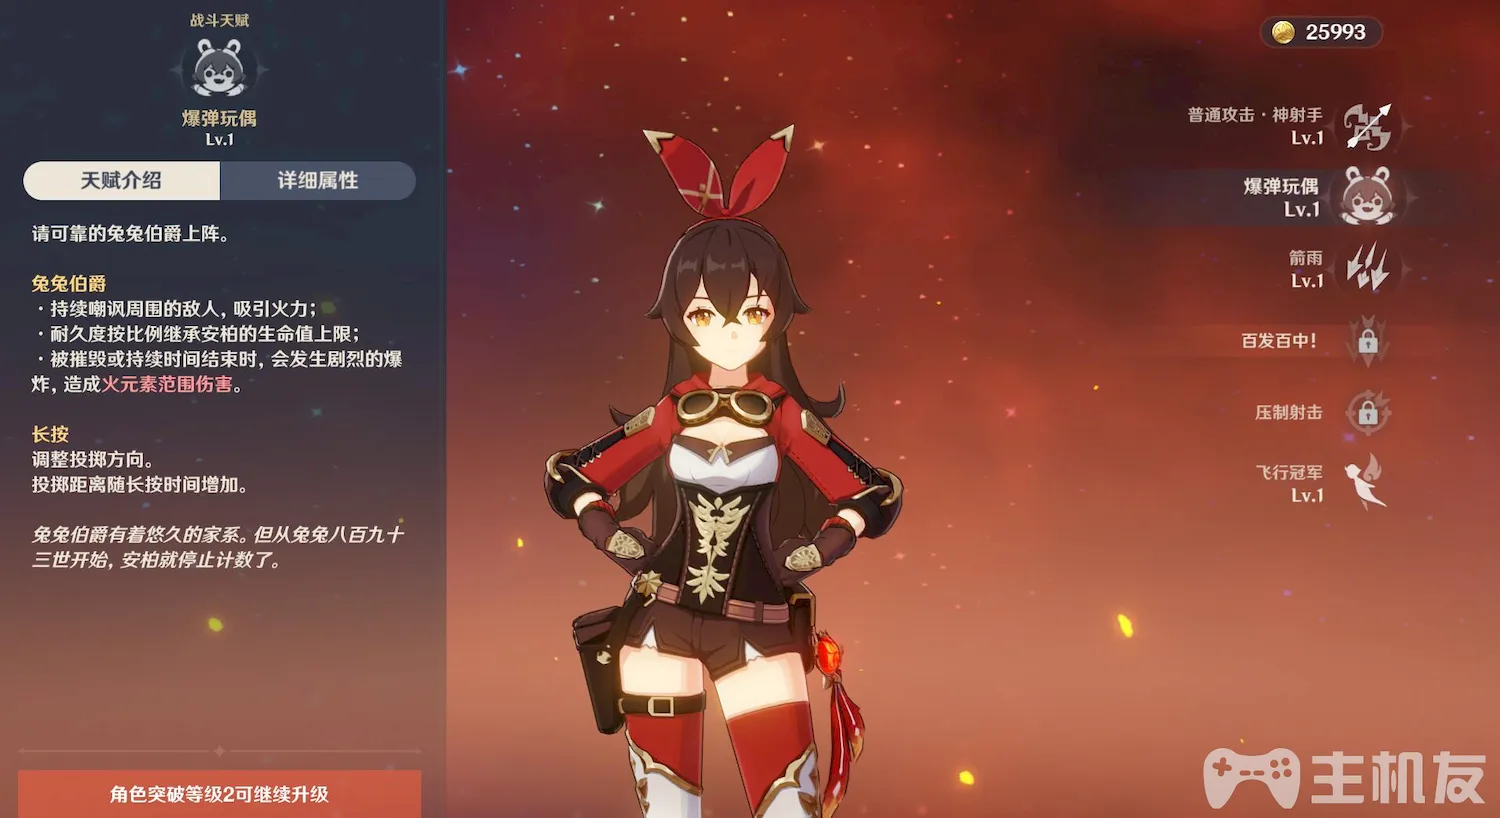 战斗天赋
爆弹玩偶
Lv.1
天赋介绍
详细属性
请可靠的兔兔伯爵上阵。
兔兔伯爵
·持续嘲讽周围的敌人，吸引火力；
·耐久度按比例继承安柏的生命值上限；
·被摧毁或持续时间结束时，会发生剧烈的爆
炸，造成火元素范围伤害。
长按
调整投掷方向。
投掷距离随长按时间增加。
兔兔伯爵有着悠久的家系。但从兔兔八百九十
三世开始，安柏就停止计数了。
角色突破等级2可继续升级
25993
普通攻击·神射手
Lv.1
爆弹玩偶
Lv.1
箭雨
Lv.1
百发百中！
压制射击
飞行冠军
Lv.1
主机友